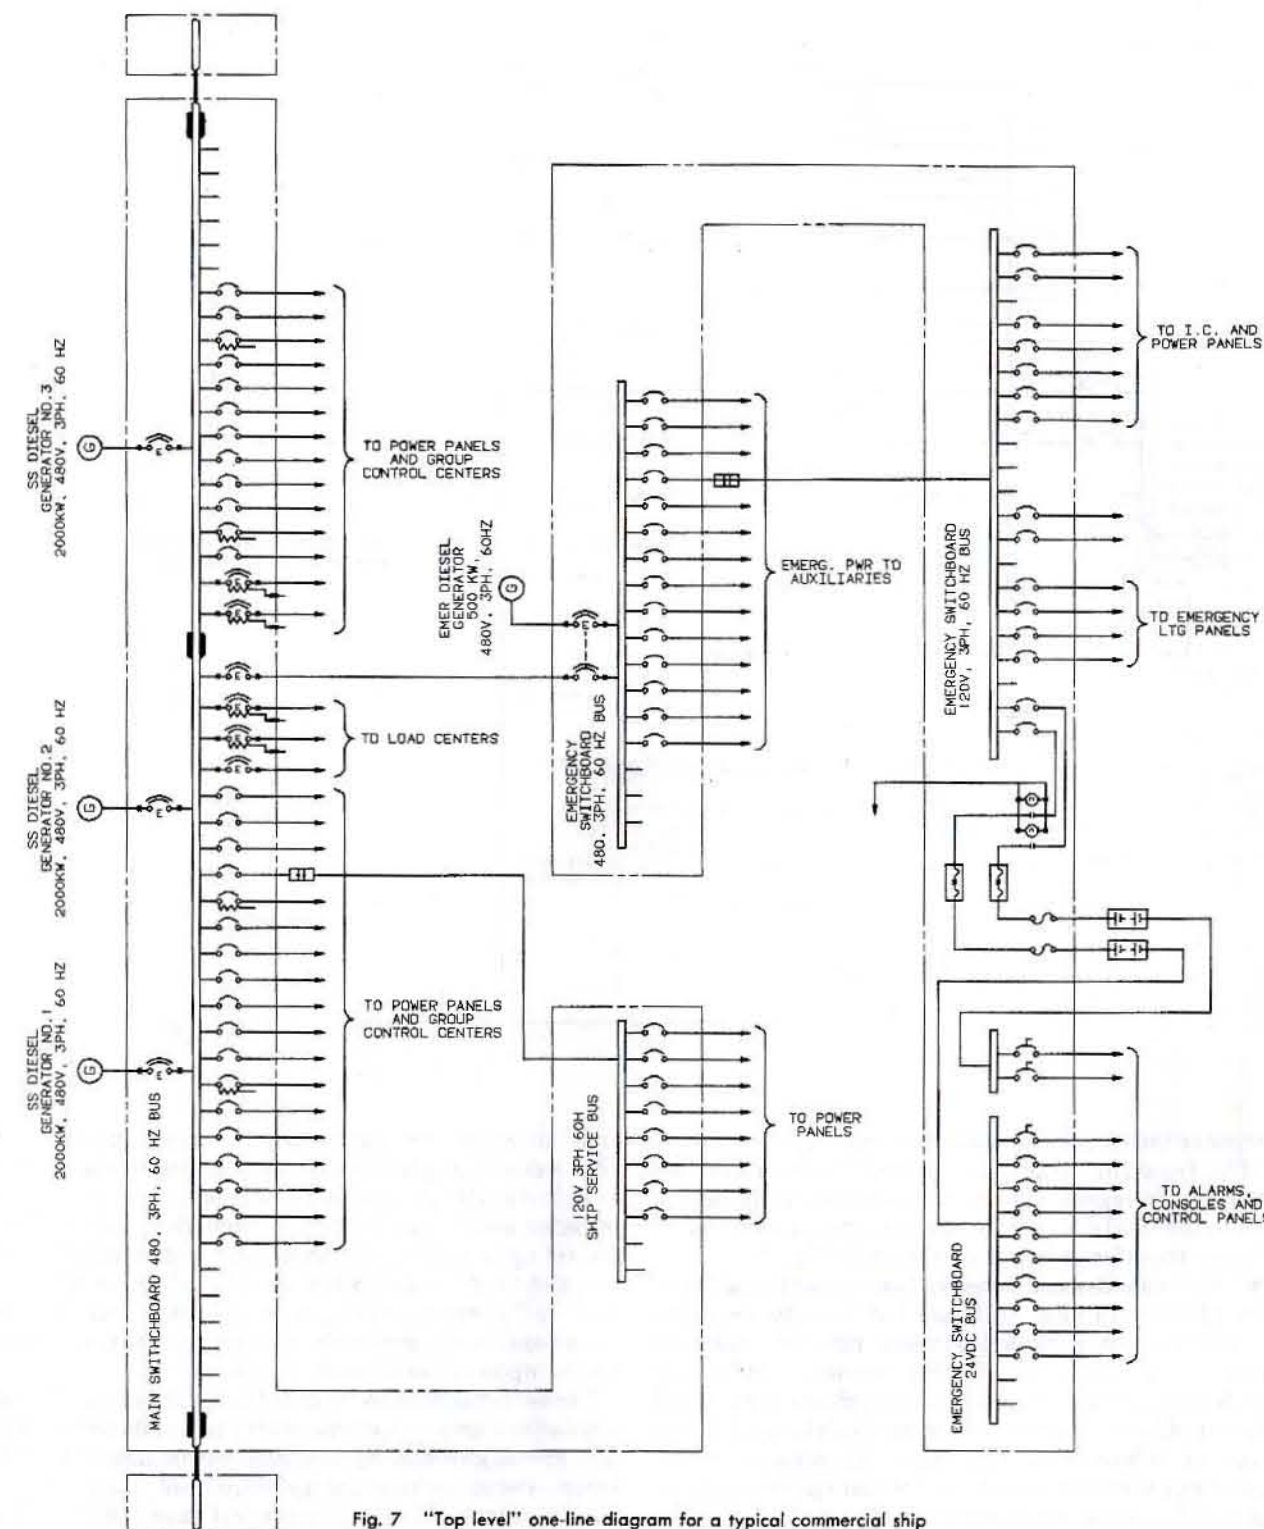 SS DIESEL
GENERATOR NO.3
2000KW, 480V, 3PH, 60 HZ
G
E
TO POWER PANELS
AND GROUP
CONTROL CENTERS
E
E
E
SS DIESEL
GENERATOR NO.2
2000KW, 480V, 3PH, 60 HZ
G
E
E
E
E
TO LOAD CENTERS
TO POWER PANELS
AND GROUP
CONTROL CENTERS
SS DIESEL
GENERATOR NO.1
2000KW, 480V, 3PH, 60 HZ
G
E
MAIN SWITHCHBOARD 480, 3PH, 60 HZ BUS
EMER DIESEL
GENERATOR
500 KW,
480V, 3PH, 60HZ
G
E
EMERG. PWR TO
AUXILIARIES
EMERGENCY
SWITCHBOARD
480, 3PH, 60 HZ BUS
120V 3PH 60H
SHIP SERVICE BUS
TO POWER
PANELS
TO I.C. AND
POWER PANELS
EMERGENCY SWITCHBOARD
120V, 3PH, 60 HZ BUS
TO EMERGENCY
LTG PANELS
TO ALARMS,
CONSOLES AND
CONTROL PANELS
EMERGENCY SWITCHBOARD
24VDC BUS
Fig. 7 "Top level" one-line diagram for a typical commercial ship